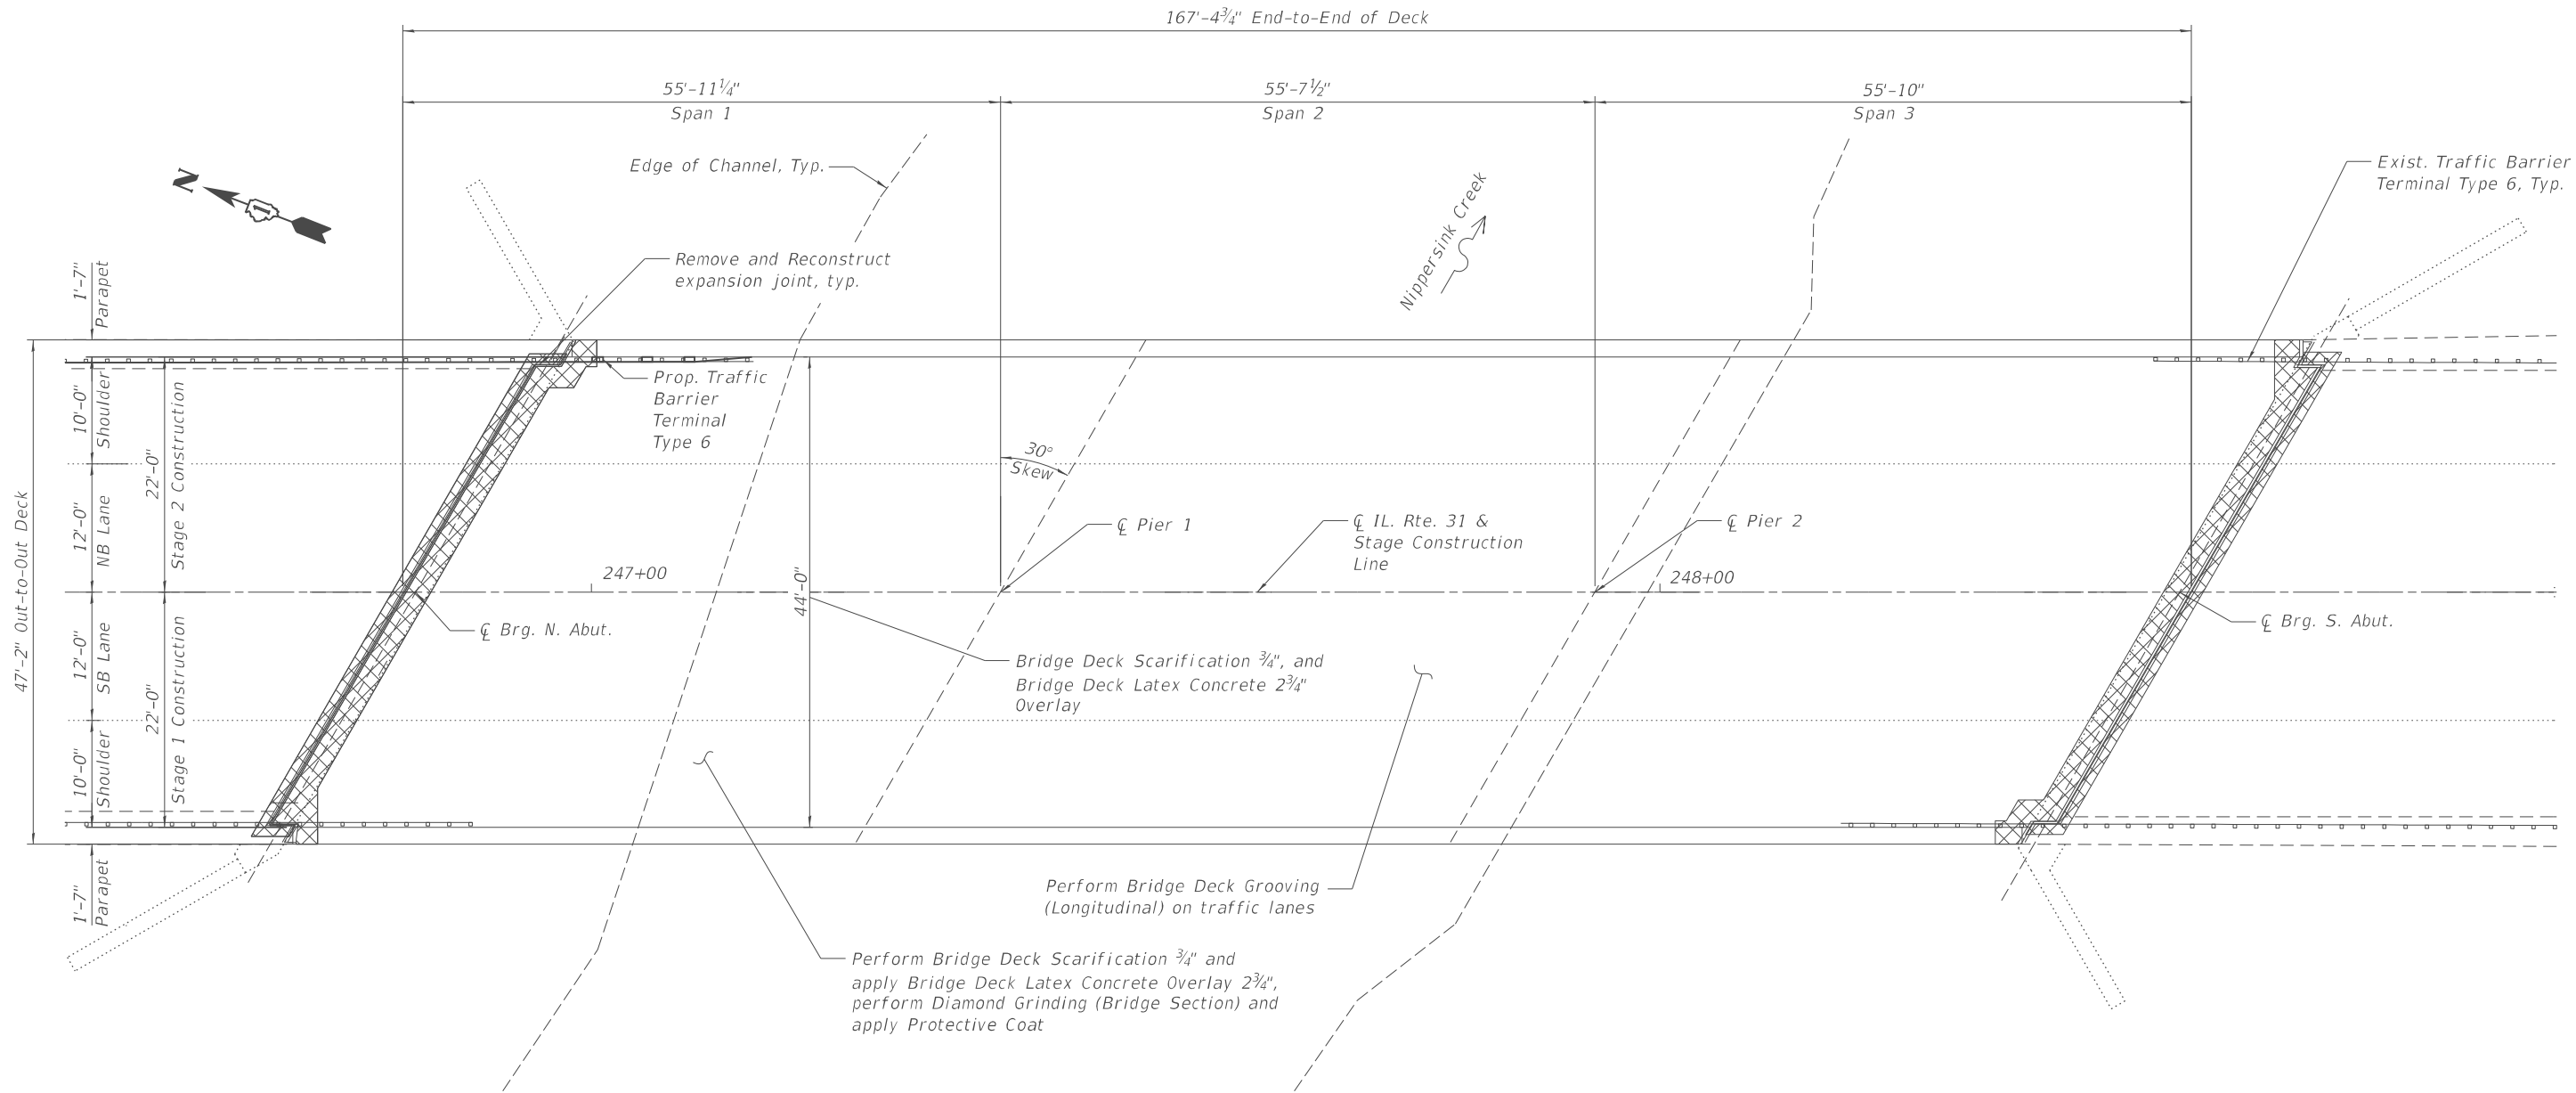 167'-4¾" End-to-End of Deck
55'-11¼"
Span 1
55'-7½"
Span 2
55'-10"
Span 3
Edge of Channel, Typ.
Exist. Traffic Barrier
Terminal Type 6, Typ.
N
1
Nippersink Creek
Remove and Reconstruct
expansion joint, typ.
1'-7"
Parapet
Prop. Traffic
Barrier
Terminal
Type 6
10'-0"
Shoulder
22'-0"
Stage 2 Construction
30°
Skew
47'-2" Out-to-Out Deck
12'-0"
NB Lane
℄ Pier 1
℄ IL. Rte. 31 &
Stage Construction
Line
℄ Pier 2
247+00
248+00
44'-0"
℄ Brg. N. Abut.
℄ Brg. S. Abut.
12'-0"
SB Lane
22'-0"
Stage 1 Construction
Bridge Deck Scarification ¾", and
Bridge Deck Latex Concrete 2¾"
Overlay
10'-0"
Shoulder
1'-7"
Parapet
Perform Bridge Deck Grooving
(Longitudinal) on traffic lanes
Perform Bridge Deck Scarification ¾" and
apply Bridge Deck Latex Concrete Overlay 2¾",
perform Diamond Grinding (Bridge Section) and
apply Protective Coat